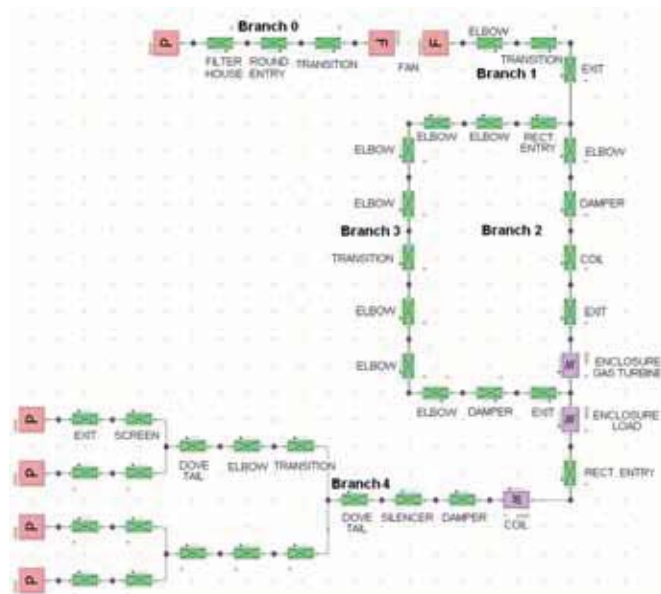 Branch 0
P
FILTER
HOUSE
ROUND
ENTRY
TRANSITION
F
FAN
F
ELBOW
TRANSITION
Branch 1
EXIT
ELBOW
ELBOW
RECT.
ENTRY
ELBOW
ELBOW
ELBOW
DAMPER
Branch 3
Branch 2
TRANSITION
COIL
ELBOW
EXIT
ELBOW
ENCLOSURE
GAS TURBINE
ELBOW
DAMPER
EXIT
ENCLOSURE
LOAD
P
EXIT
SCREEN
DOVE
TAIL
ELBOW
TRANSITION
P
Branch 4
RECT. ENTRY
DOVE
TAIL
SILENCER
DAMPER
COIL
P
P